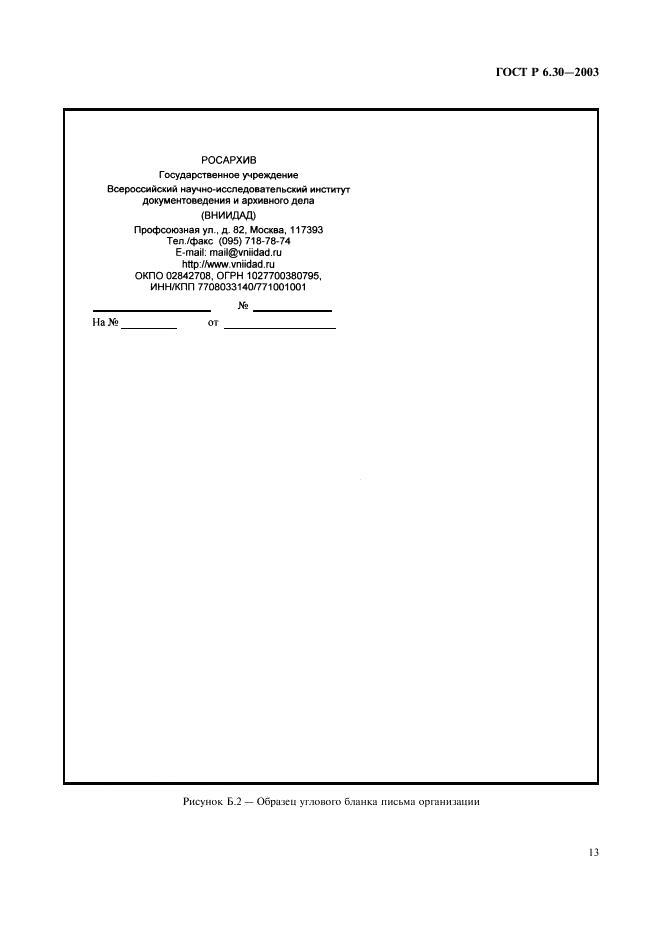 ГОСТ Р 6.30—2003
РОСАРХИВ
Государственное учреждение
Всероссийский научно-исследовательский институт
документоведения и архивного дела
(ВНИИДАД)
Профсоюзная ул., д. 82, Москва, 117393
Тел./факс (095) 718-78-74
E-mail: mail@vniidad.ru
http://www.vniidad.ru
ОКПО 02842708, ОГРН 1027700380795,
ИНН/КПП 7708033140/771001001
№
На № от
Рисунок Б.2 — Образец углового бланка письма организации
13